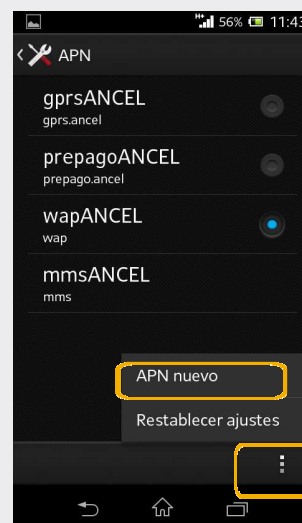 56% 11:43
APN
gprsANCEL
gprs.ancel
prepagoANCEL
prepago.ancel
wapANCEL
wap
mmsANCEL
mms
APN nuevo
Restablecer ajustes